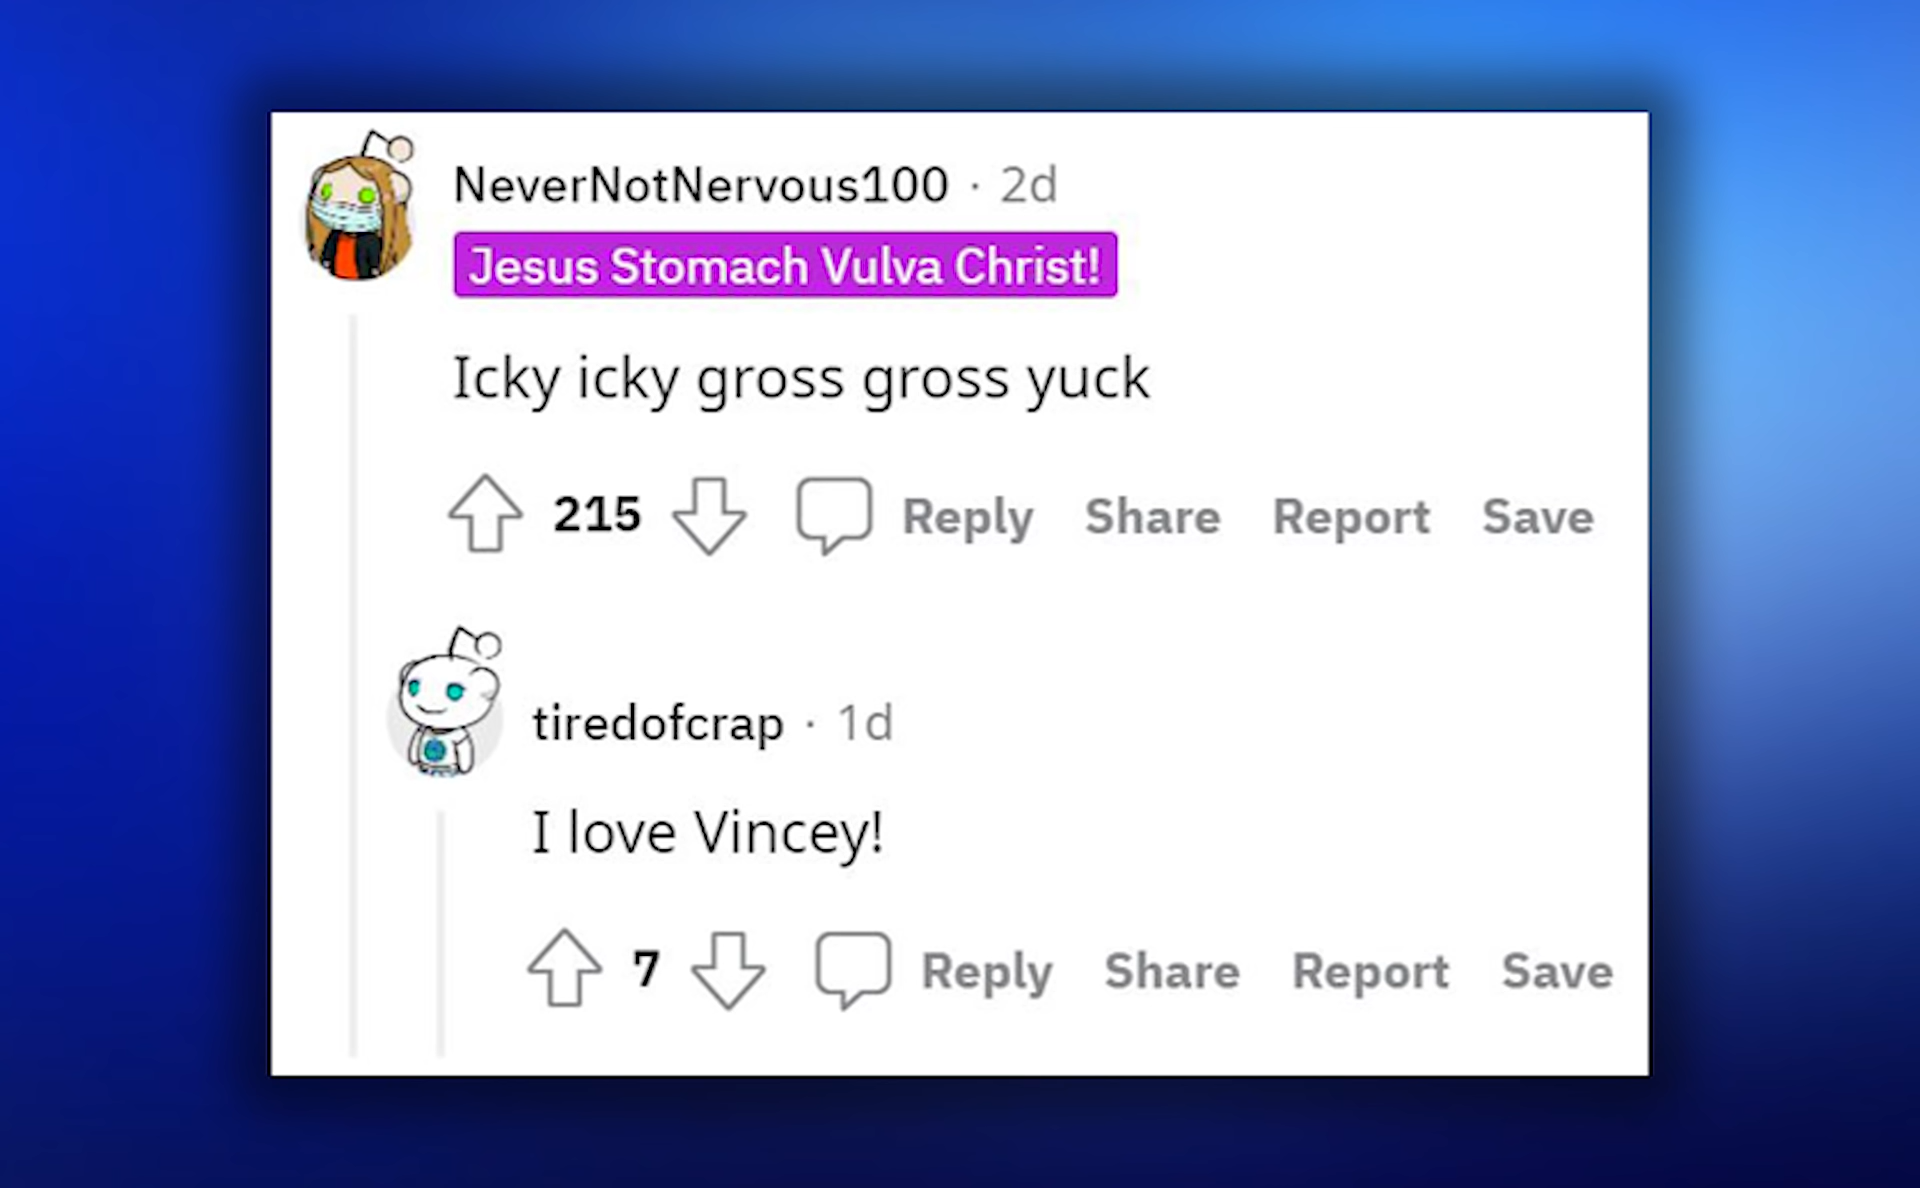 NeverNotNervous100 · 2d
Jesus Stomach Vulva Christ!
Icky icky gross gross yuck
215 Reply Share Report Save
tiredofcrap · 1d
I love Vincey!
7 Reply Share Report Save